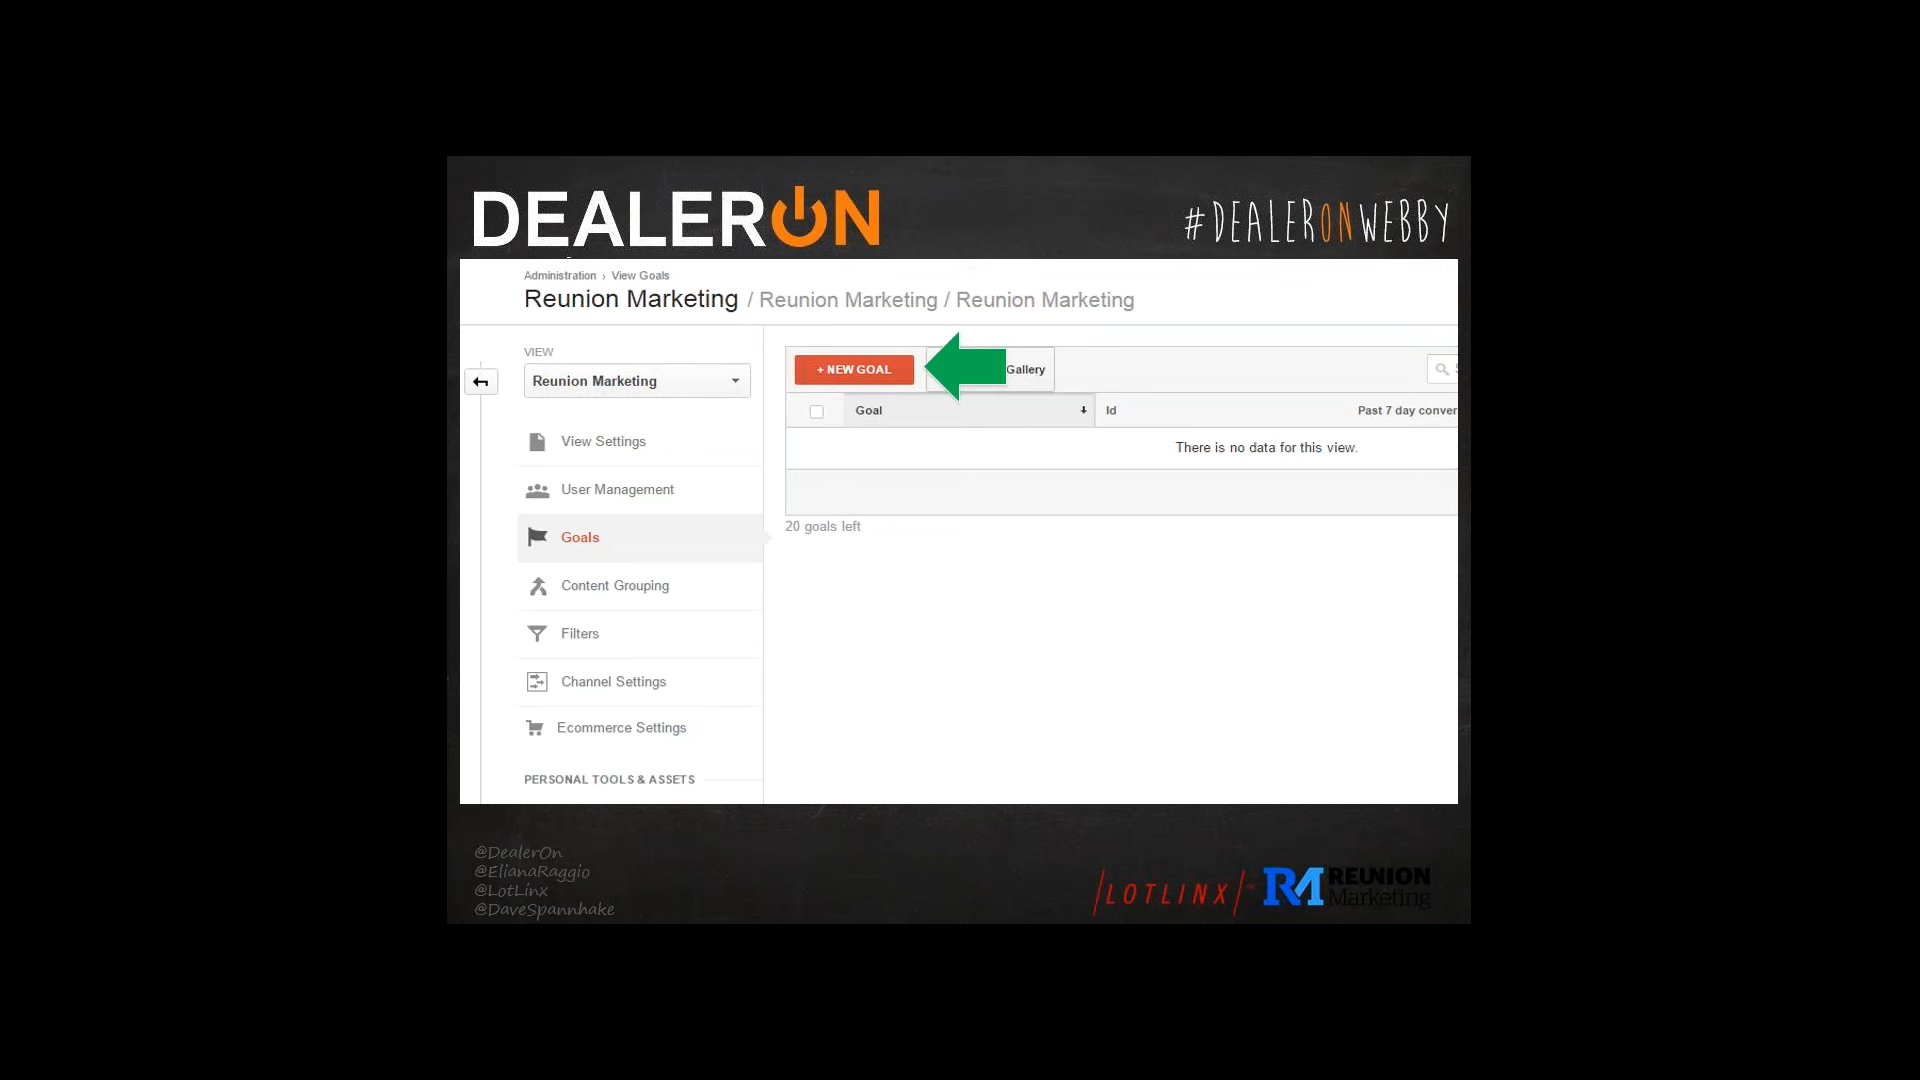 DEALERON
#DEALERONWEBBY
Administration › View Goals
Reunion Marketing / Reunion Marketing / Reunion Marketing
VIEW
Reunion Marketing
+ NEW GOAL
Gallery
Goal
Id
Past 7 day conver
There is no data for this view.
20 goals left
View Settings
User Management
Goals
Content Grouping
Filters
Channel Settings
Ecommerce Settings
PERSONAL TOOLS & ASSETS
@DealerOn
@ElianaRaggio
@LotLinx
@DaveSpannhake
LOTLINX
RM REUNION
Marketing